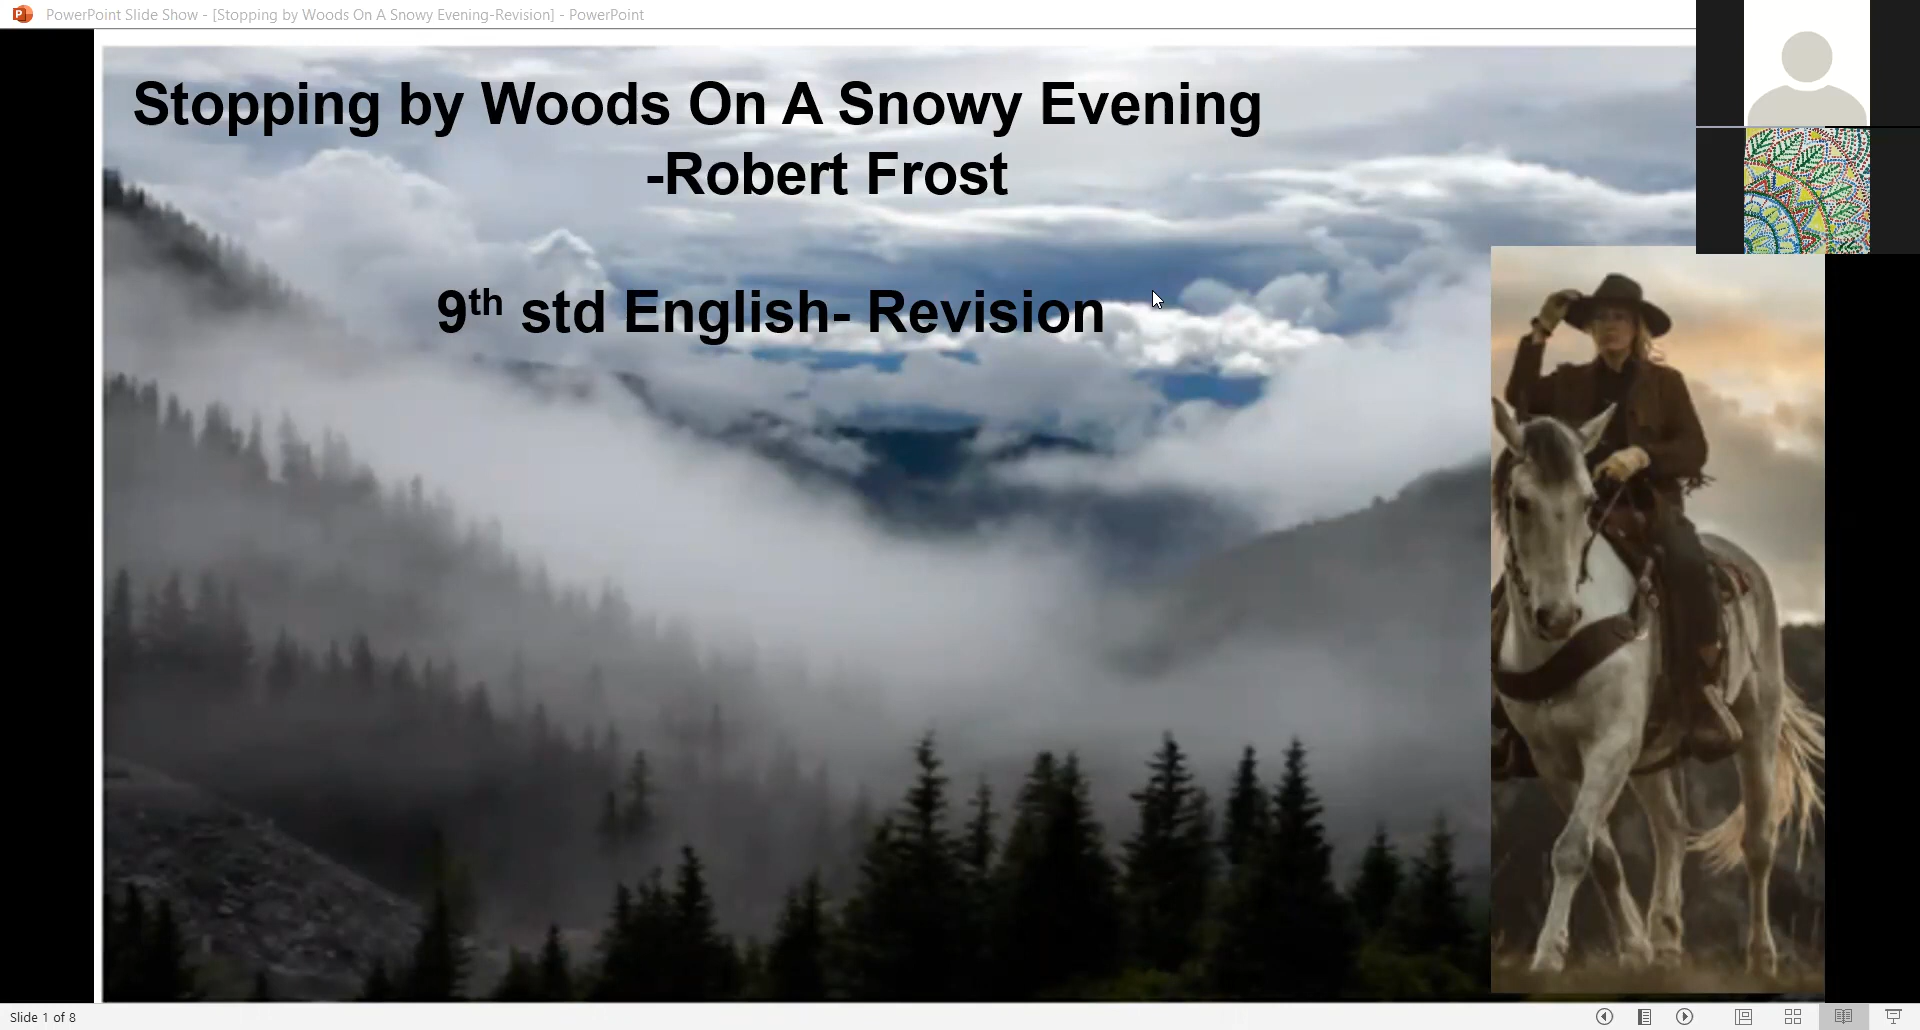 PowerPoint Slide Show - [Stopping by Woods On A Snowy Evening-Revision] - PowerPoint
Stopping by Woods On A Snowy Evening
-Robert Frost
9th std English- Revision
Slide 1 of 8